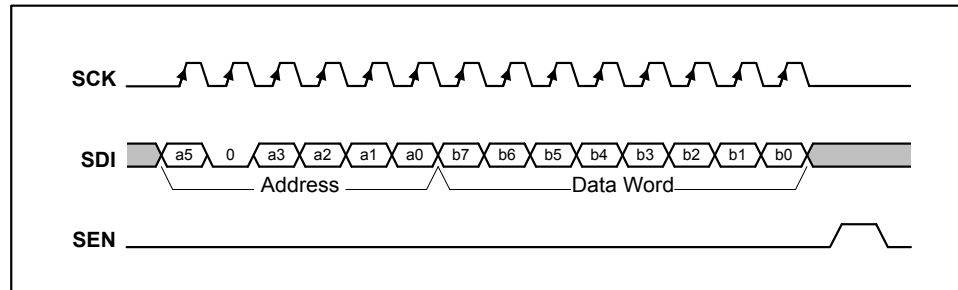 SCK
SDI a5 0 a3 a2 a1 a0 b7 b6 b5 b4 b3 b2 b1 b0
Address Data Word
SEN